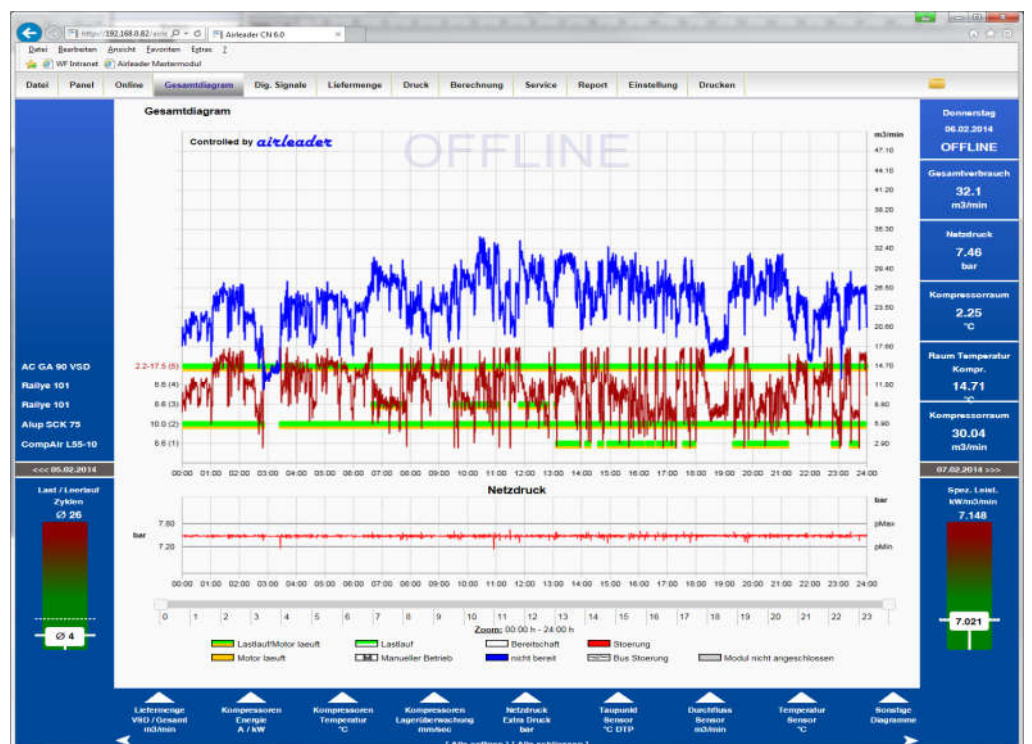 http://192.168.0.82/
Airleader CN 6.0
Datei Bearbeiten Ansicht Favoriten Extras ?
WF Intranet Airleader Mastermodul
Datei Panel Online Gesamtdiagram Dig. Signale Liefermenge Druck Berechnung Service Report Einstellung Drucken
Gesamtdiagram
Controlled by airleader
OFFLINE
m3/min
47.10
44.10
41.20
38.20
35.30
32.40
29.40
26.50
23.50
20.60
17.60
14.70
11.80
8.80
5.90
2.90
AC GA 90 VSD 2.2-17.5 (5)
Rallye 101 8.6 (4)
Rallye 101 8.6 (3)
Alup SCK 75 10.0 (2)
CompAir L55-10 8.6 (1)
00:00 01:00 02:00 03:00 04:00 05:00 06:00 07:00 08:00 09:00 10:00 11:00 12:00 13:00 14:00 15:00 16:00 17:00 18:00 19:00 20:00 21:00 22:00 23:00 24:00
Donnerstag
06.02.2014
OFFLINE
Gesamtverbrauch
32.1
m3/min
Netzdruck
7.46
bar
Kompressorraum
2.25
°C
Raum Temperatur
Kompr.
14.71
°C
Kompressorraum
30.04
m3/min
<<< 05.02.2014
07.02.2014 >>>
Last / Leerlauf
Zyklen
Ø 26
Ø 4
Netzdruck
bar
7.80
7.20
bar
pMax
pMin
00:00 01:00 02:00 03:00 04:00 05:00 06:00 07:00 08:00 09:00 10:00 11:00 12:00 13:00 14:00 15:00 16:00 17:00 18:00 19:00 20:00 21:00 22:00 23:00 24:00
0 1 2 3 4 5 6 7 8 9 10 11 12 13 14 15 16 17 18 19 20 21 22 23
Zoom: 00:00 h - 24:00 h
Lastlauf/Motor laeuft Lastlauf Bereitschaft Stoerung
Motor laeuft M Manueller Betrieb nicht bereit Bus Stoerung Modul nicht angeschlossen
Spez. Leist.
kW/m3/min
7.148
7.021
Liefermenge
VSD / Gesamt
m3/min
Kompressoren
Energie
A / kW
Kompressoren
Temperatur
°C
Kompressoren
Lagerüberwachung
mm/sec
Netzdruck
Extra Druck
bar
Taupunkt
Sensor
°C DTP
Durchfluss
Sensor
m3/min
Temperatur
Sensor
°C
Sonstige
Diagramme